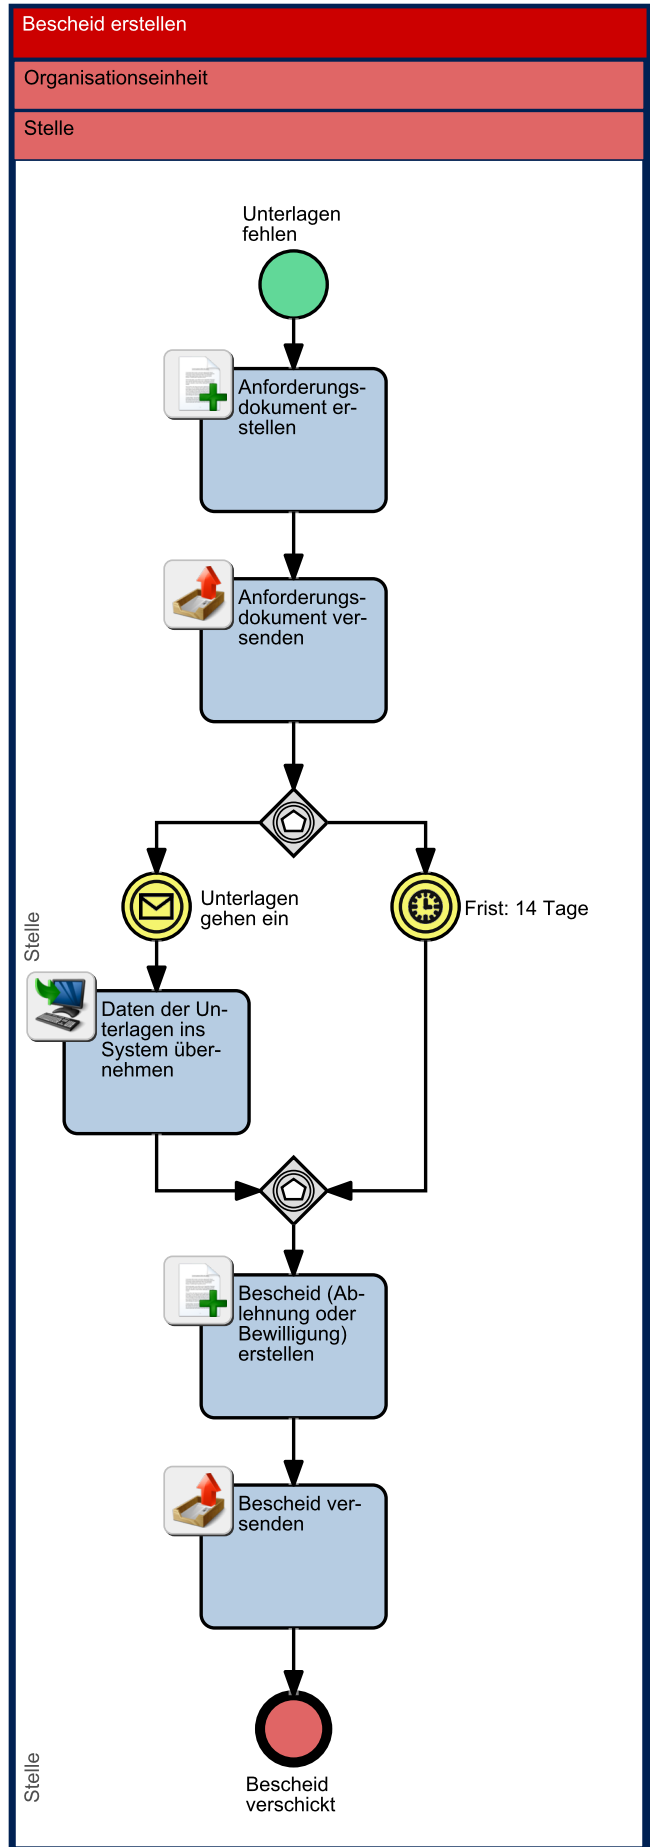 Bescheid erstellen
Organisationseinheit
Stelle
Unterlagen
fehlen
Anforderungs-
dokument er-
stellen
Anforderungs-
dokument ver-
senden
Unterlagen
gehen ein
Frist: 14 Tage
Stelle
Daten der Un-
terlagen ins
System über-
nehmen
Bescheid (Ab-
lehnung oder
Bewilligung)
erstellen
Bescheid ver-
senden
Stelle
Bescheid
verschickt